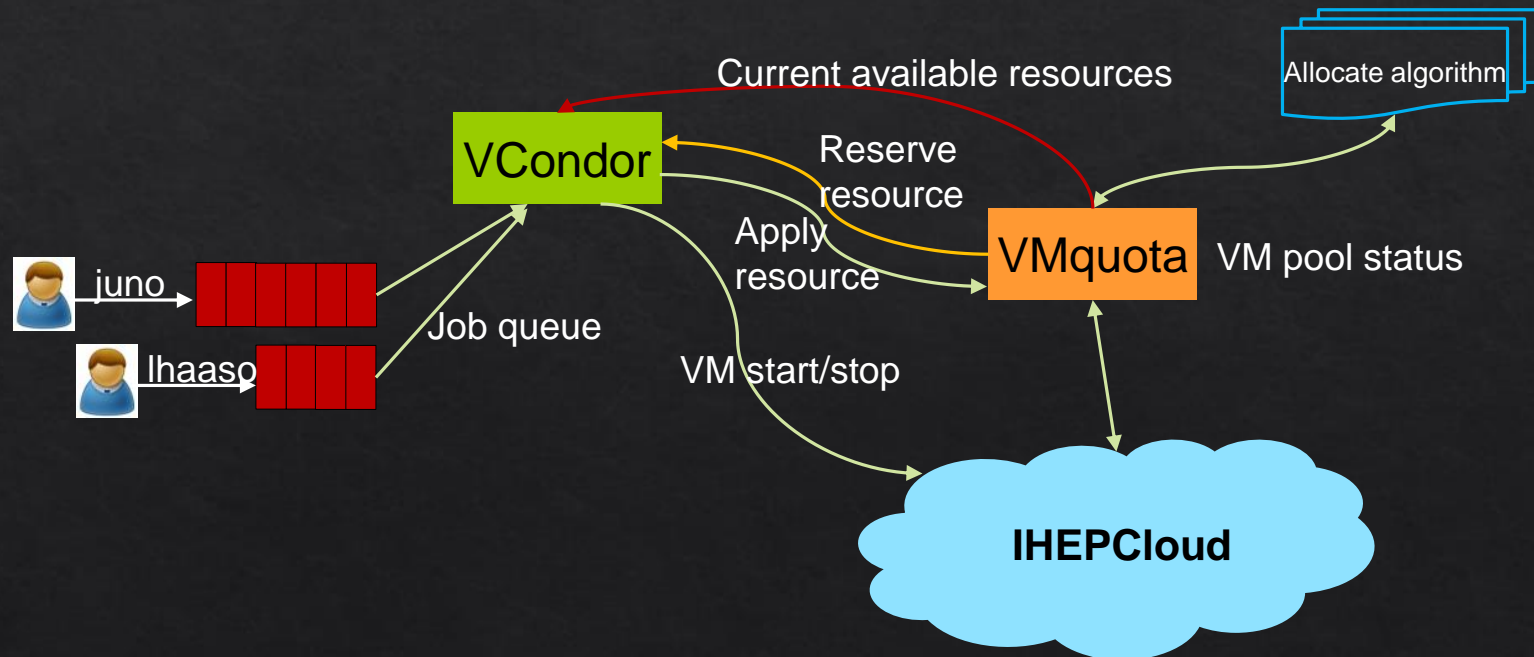 Current available resources
Allocate algorithm
VCondor
Reserve
resource
Apply
resource
VMquota
VM pool status
juno
Job queue
lhaaso
VM start/stop
IHEPCloud